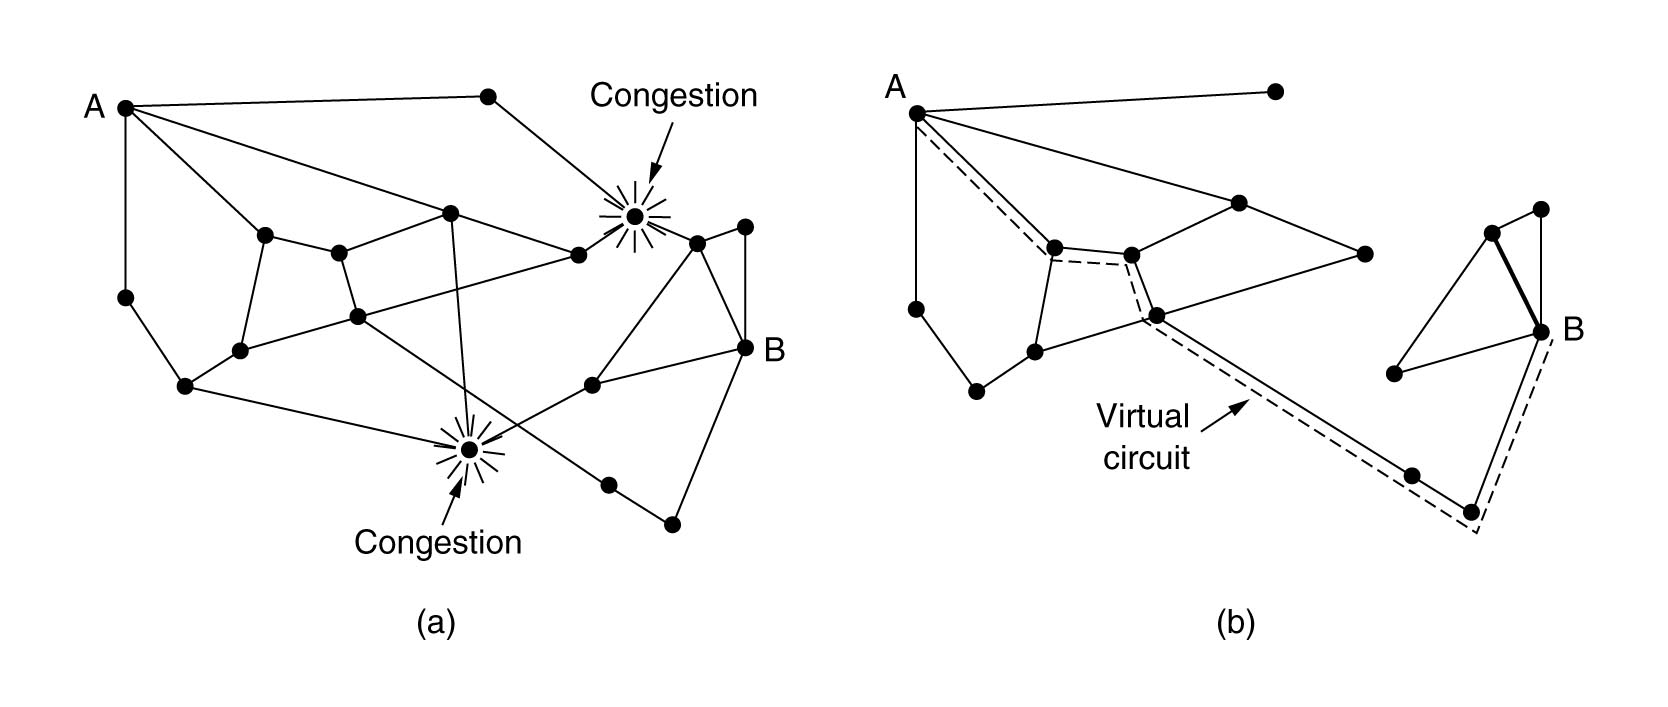 A
Congestion
B
Congestion
(a)
A
B
Virtual
circuit
(b)